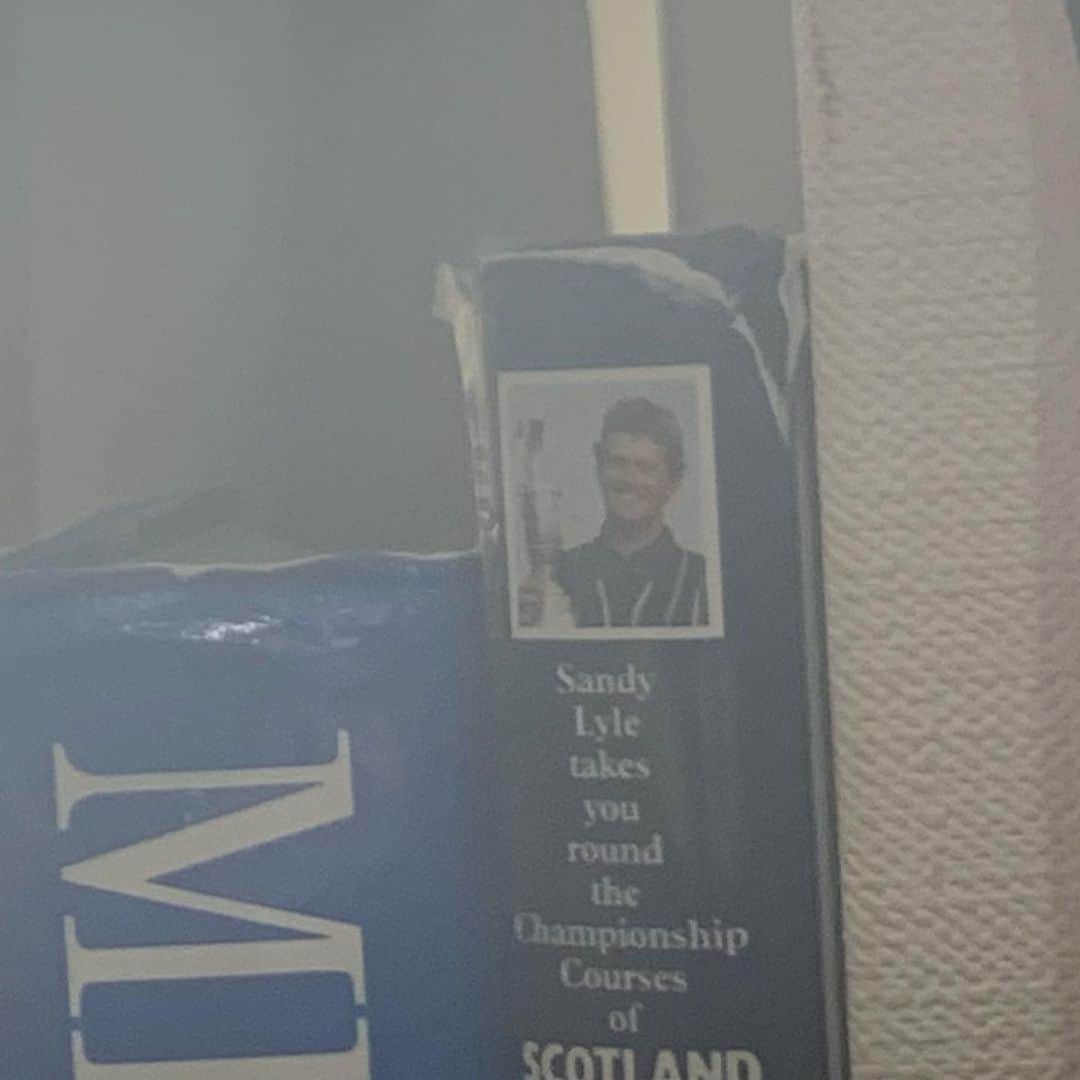 Sandy
Lyle
takes
you
round
the
Championship
Courses
of
SCOTLAND
M